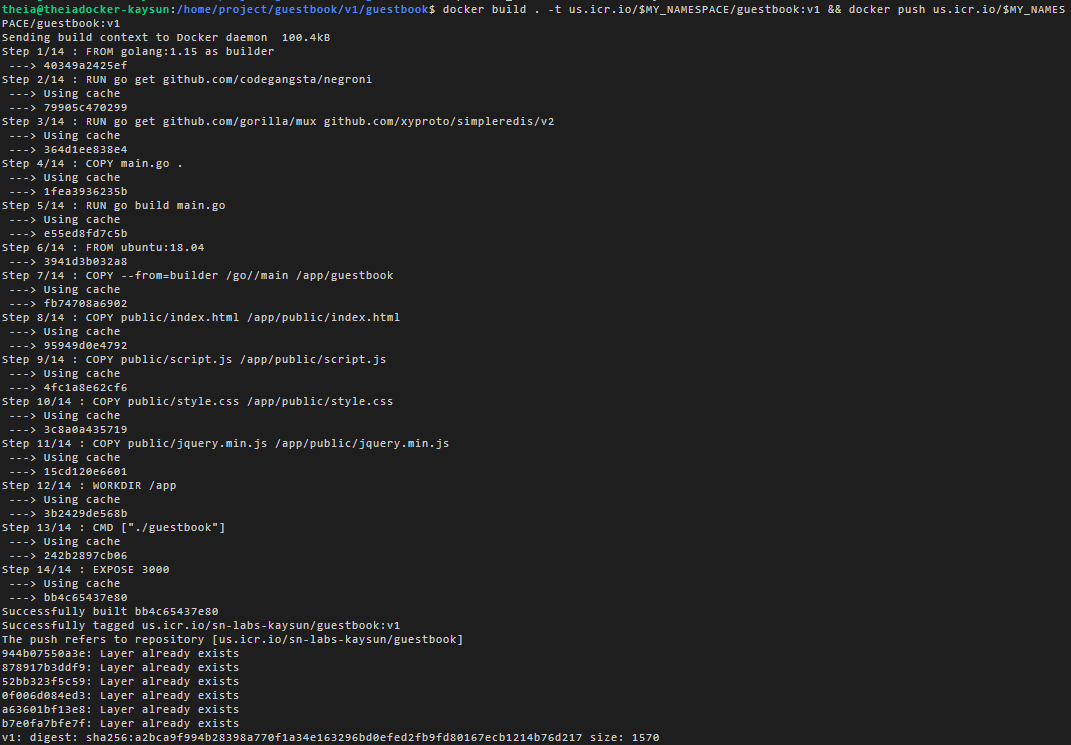 theia@theiadocker-kaysun:/home/project/guestbook/v1/guestbook$ docker build . -t us.icr.io/$MY_NAMESPACE/guestbook:v1 && docker push us.icr.io/$MY_NAMES
PACE/guestbook:v1
Sending build context to Docker daemon  100.4kB
Step 1/14 : FROM golang:1.15 as builder
 ---> 40349a2425ef
Step 2/14 : RUN go get github.com/codegangsta/negroni
 ---> Using cache
 ---> 79905c470299
Step 3/14 : RUN go get github.com/gorilla/mux github.com/xyproto/simpleredis/v2
 ---> Using cache
 ---> 364d1ee838e4
Step 4/14 : COPY main.go .
 ---> Using cache
 ---> 1fea3936235b
Step 5/14 : RUN go build main.go
 ---> Using cache
 ---> e55ed8fd7c5b
Step 6/14 : FROM ubuntu:18.04
 ---> 3941d3b032a8
Step 7/14 : COPY --from=builder /go//main /app/guestbook
 ---> Using cache
 ---> fb74708a6902
Step 8/14 : COPY public/index.html /app/public/index.html
 ---> Using cache
 ---> 95949d0e4792
Step 9/14 : COPY public/script.js /app/public/script.js
 ---> Using cache
 ---> 4fc1a8e62cf6
Step 10/14 : COPY public/style.css /app/public/style.css
 ---> Using cache
 ---> 3c8a0a435719
Step 11/14 : COPY public/jquery.min.js /app/public/jquery.min.js
 ---> Using cache
 ---> 15cd120e6601
Step 12/14 : WORKDIR /app
 ---> Using cache
 ---> 3b2429de568b
Step 13/14 : CMD ["./guestbook"]
 ---> Using cache
 ---> 242b2897cb06
Step 14/14 : EXPOSE 3000
 ---> Using cache
 ---> bb4c65437e80
Successfully built bb4c65437e80
Successfully tagged us.icr.io/sn-labs-kaysun/guestbook:v1
The push refers to repository [us.icr.io/sn-labs-kaysun/guestbook]
944b07550a3e: Layer already exists
878917b3ddf9: Layer already exists
52bb323f5c59: Layer already exists
0f006d084ed3: Layer already exists
a63601bf13e8: Layer already exists
b7e0fa7bfe7f: Layer already exists
v1: digest: sha256:a2bca9f994b28398a770f1a34e163296bd0efed2fb9fd80167ecb1214b76d217 size: 1570